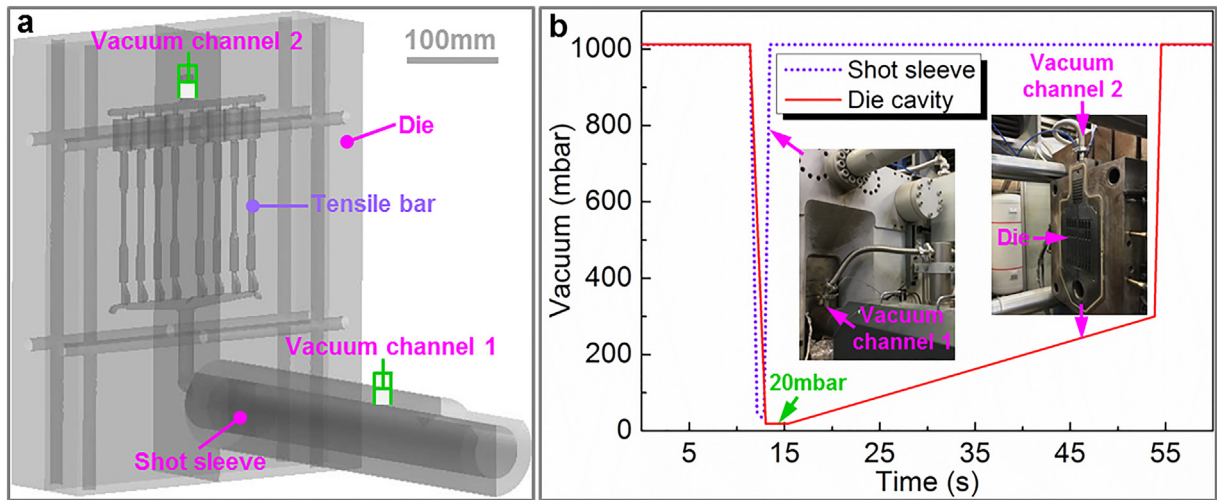 a
Vacuum channel 2
100mm
Die
Tensile bar
Vacuum channel 1
Shot sleeve
b
Vacuum (mbar)
1000
800
600
400
200
0
5
15
25
35
45
55
Time (s)
Shot sleeve
Die cavity
Vacuum
channel 2
Die
Vacuum
channel 1
20mbar